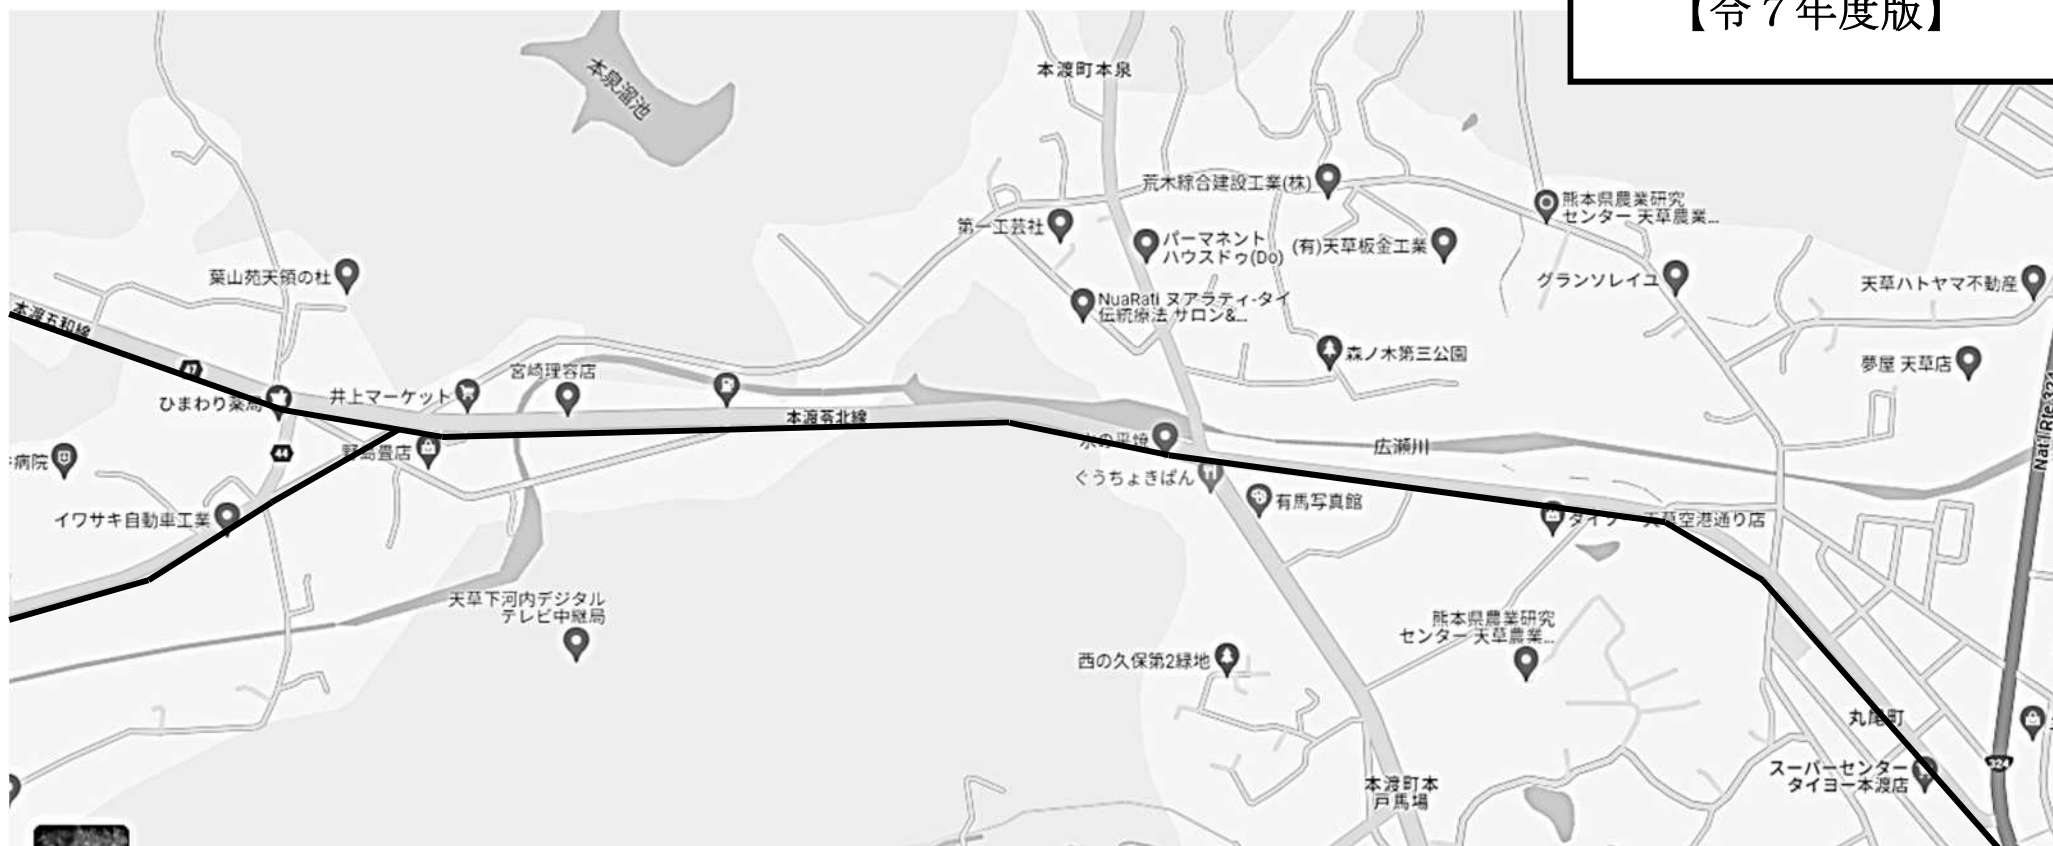 【令７年度版】
本泉溜池
本渡町本泉
荒木綜合建設工業(株)
熊本県農業研究
センター 天草農業...
第一工芸社
パーマネント
ハウスドゥ(Do)
(有)天草板金工業
葉山苑天領の杜
グランソレイユ
天草ハトヤマ不動産
NuaRati ヌアラティ-タイ
伝統療法 サロン&...
本渡五和線
47
宮崎理容店
森ノ木第三公園
夢屋 天草店
井上マーケット
ひまわり薬局
本渡苓北線
Nat'l Rte 324
水の平焼
広瀬川
44
野島畳店
病院
ぐうちょきぱん
有馬写真館
イワサキ自動車工業
天草空港通り店
天草下河内デジタル
テレビ中継局
熊本県農業研究
センター 天草農業...
西の久保第2緑地
丸尾町
324
スーパーセンター
タイヨー本渡店
本渡町本
戸馬場